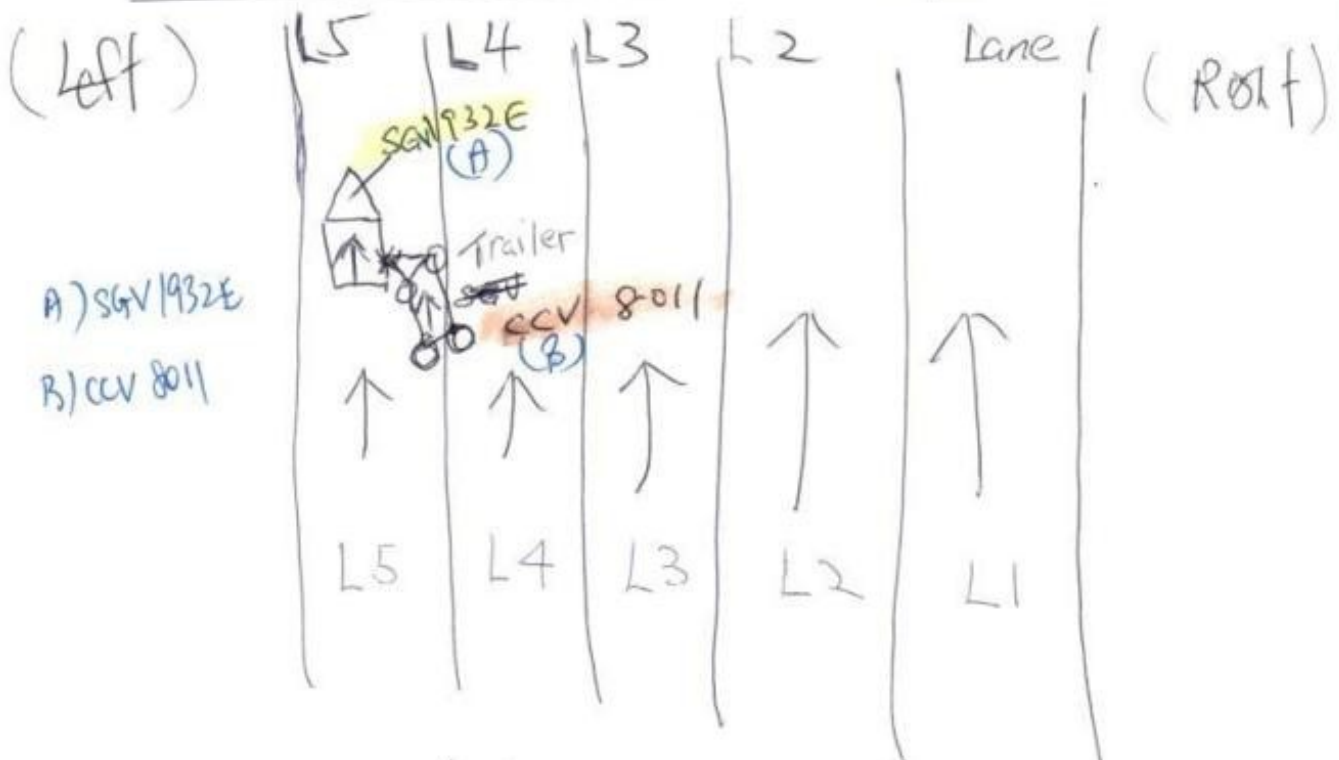 (Left) L5 L4 L3 L2 Lane 1 (Right)
SGV1932E
(A)
Trailer
A) SGV1932E
CCV 8011
(B)
B) CCV 8011
L5 L4 L3 L2 L1